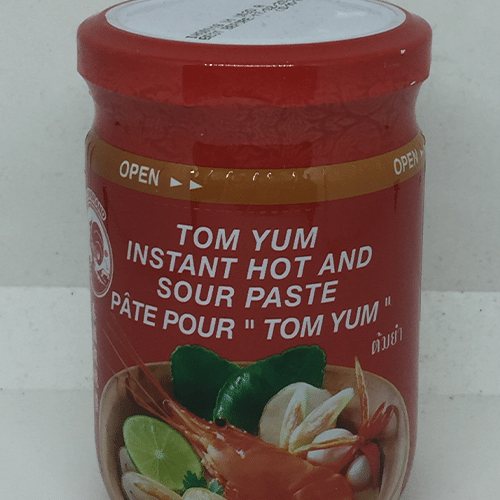 OPEN ►►
OPEN
TOM YUM
INSTANT HOT AND
SOUR PASTE
PÂTE POUR " TOM YUM "
ต้มยำ